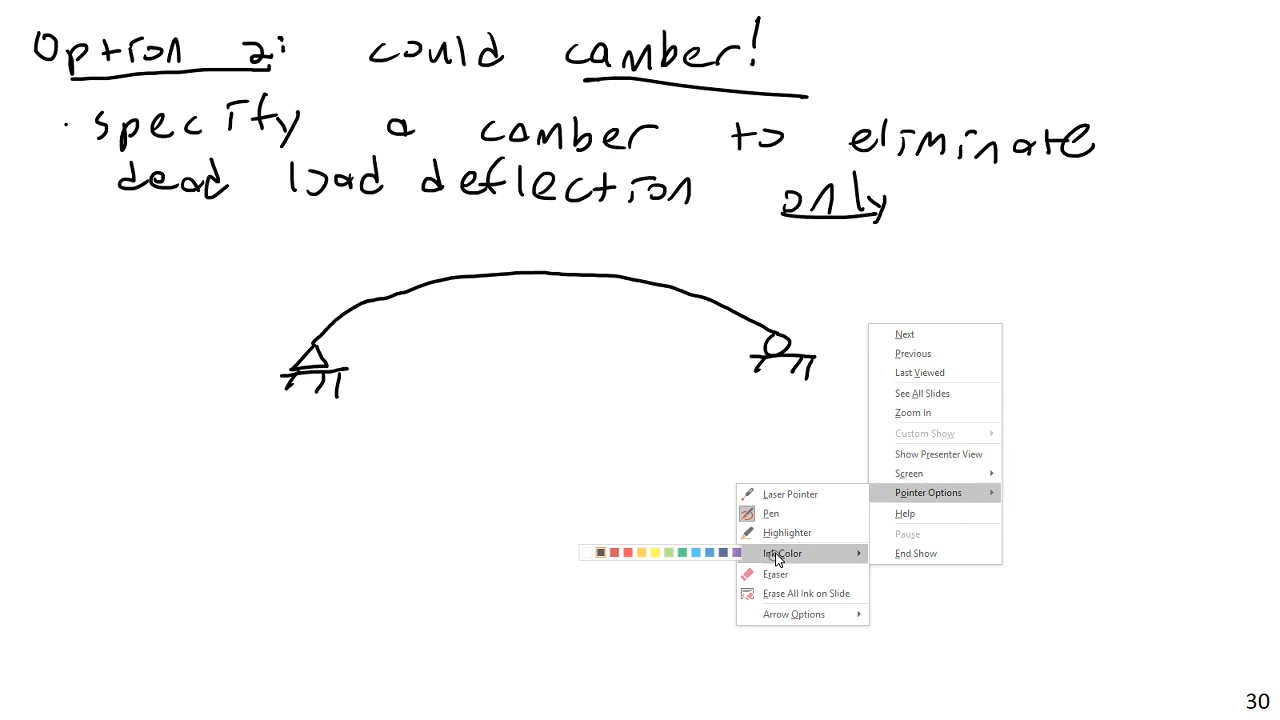 Option 2: could camber!
· specify a camber to eliminate
dead load deflection only
Next
Previous
Last Viewed
See All Slides
Zoom In
Custom Show
Show Presenter View
Screen
Pointer Options
Help
Pause
End Show
Laser Pointer
Pen
Highlighter
Ink Color
Eraser
Erase All Ink on Slide
Arrow Options
30